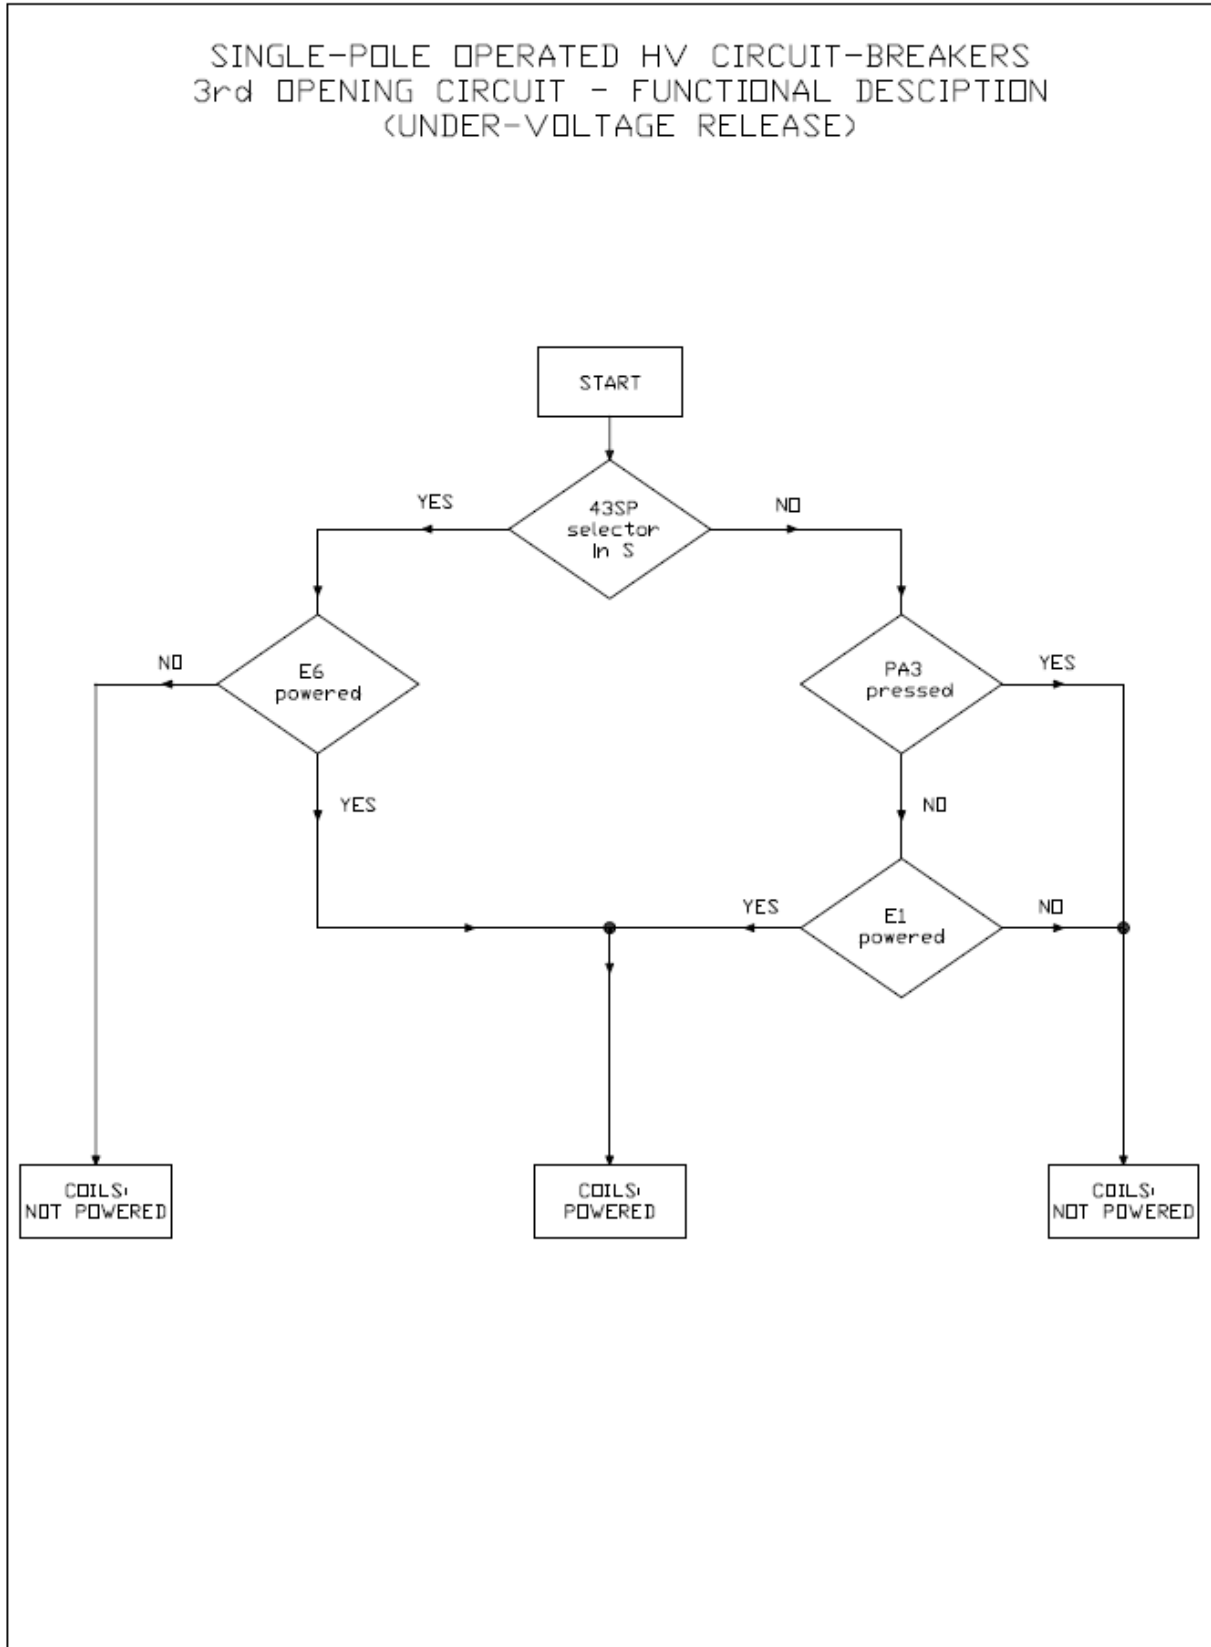 SINGLE-POLE OPERATED HV CIRCUIT-BREAKERS
3rd OPENING CIRCUIT - FUNCTIONAL DESCIPTION
(UNDER-VOLTAGE RELEASE)
START
YES
43SP
selector
In S
NO
NO
E6
powered
PA3
pressed
YES
YES
NO
YES
E1
powered
NO
COILS:
NOT POWERED
COILS:
POWERED
COILS:
NOT POWERED